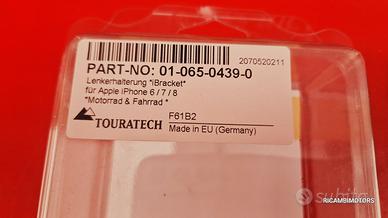 2070520211
PART-NO: 01-065-0439-0
Lenkerhalterung "iBracket"
für Apple iPhone 6 / 7 / 8
"Motorrad & Fahrrad "
TOURATECH
F61B2
Made in EU (Germany)
subito
RICAMBIMOTORS